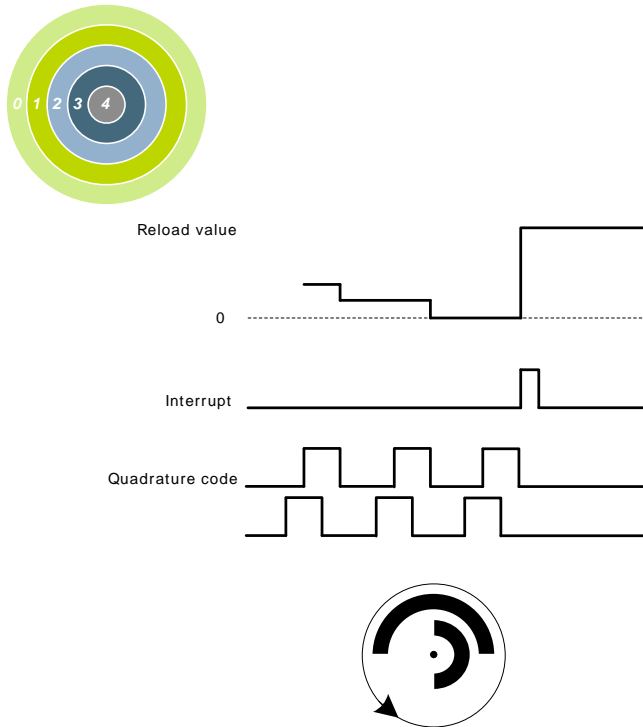 0 1 2 3 4
Reload value
0
Interrupt
Quadrature code